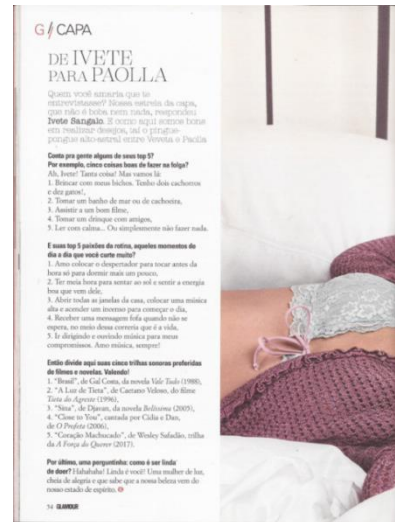 G // CAPA
DE IVETE
PARA PAOLLA
Quem você amaria que te
entrevistasse? Nossa estrela da capa,
que não é boba nem nada, respondeu
Ivete Sangalo. E como aqui somos bons
em realizar desejos, taí o pingue-
pongue alto-astral entre Veveta e Paolla
Conta pra gente alguns de seus top 5?
Por exemplo, cinco coisas boas de fazer na folga?
Ah, Ivete! Tanta coisa! Mas vamos lá:
1. Brincar com meus bichos. Tenho dois cachorros
e dez gatos!,
2. Tomar um banho de mar ou de cachoeira,
3. Assistir a um bom filme,
4. Tomar um drinque com amigos,
5. Ler com calma... Ou simplesmente não fazer nada.
E suas top 5 paixões da rotina, aqueles momentos do
dia a dia que você curte muito?
1. Amo colocar o despertador para tocar antes da
hora só para dormir mais um pouco,
2. Ter meia hora para sentar ao sol e sentir a energia
boa que vem dele,
3. Abrir todas as janelas da casa, colocar uma música
alta e acender um incenso para começar o dia,
4. Receber uma mensagem fofa quando não se
espera, no meio dessa correria que é a vida,
5. Ir dirigindo e ouvindo música para meus
compromissos. Amo música, sempre!
Então divide aqui suas cinco trilhas sonoras preferidas
de filmes e novelas. Valendo!
1. "Brasil", de Gal Costa, da novela Vale Tudo (1988),
2. "A Luz de Tieta", de Caetano Veloso, do filme
Tieta do Agreste (1996),
3. "Sina", de Djavan, da novela Belíssima (2005),
4. "Close to You", cantada por Cidia e Dan,
de O Profeta (2006),
5. "Coração Machucado", de Wesley Safadão, trilha
da A Força do Querer (2017).
Por último, uma perguntinha: como é ser linda
de doer? Hahahaha! Linda é você! Uma mulher de luz,
cheia de alegria e que sabe que a nossa beleza vem do
nosso estado de espírito. G
54 GLAMOUR